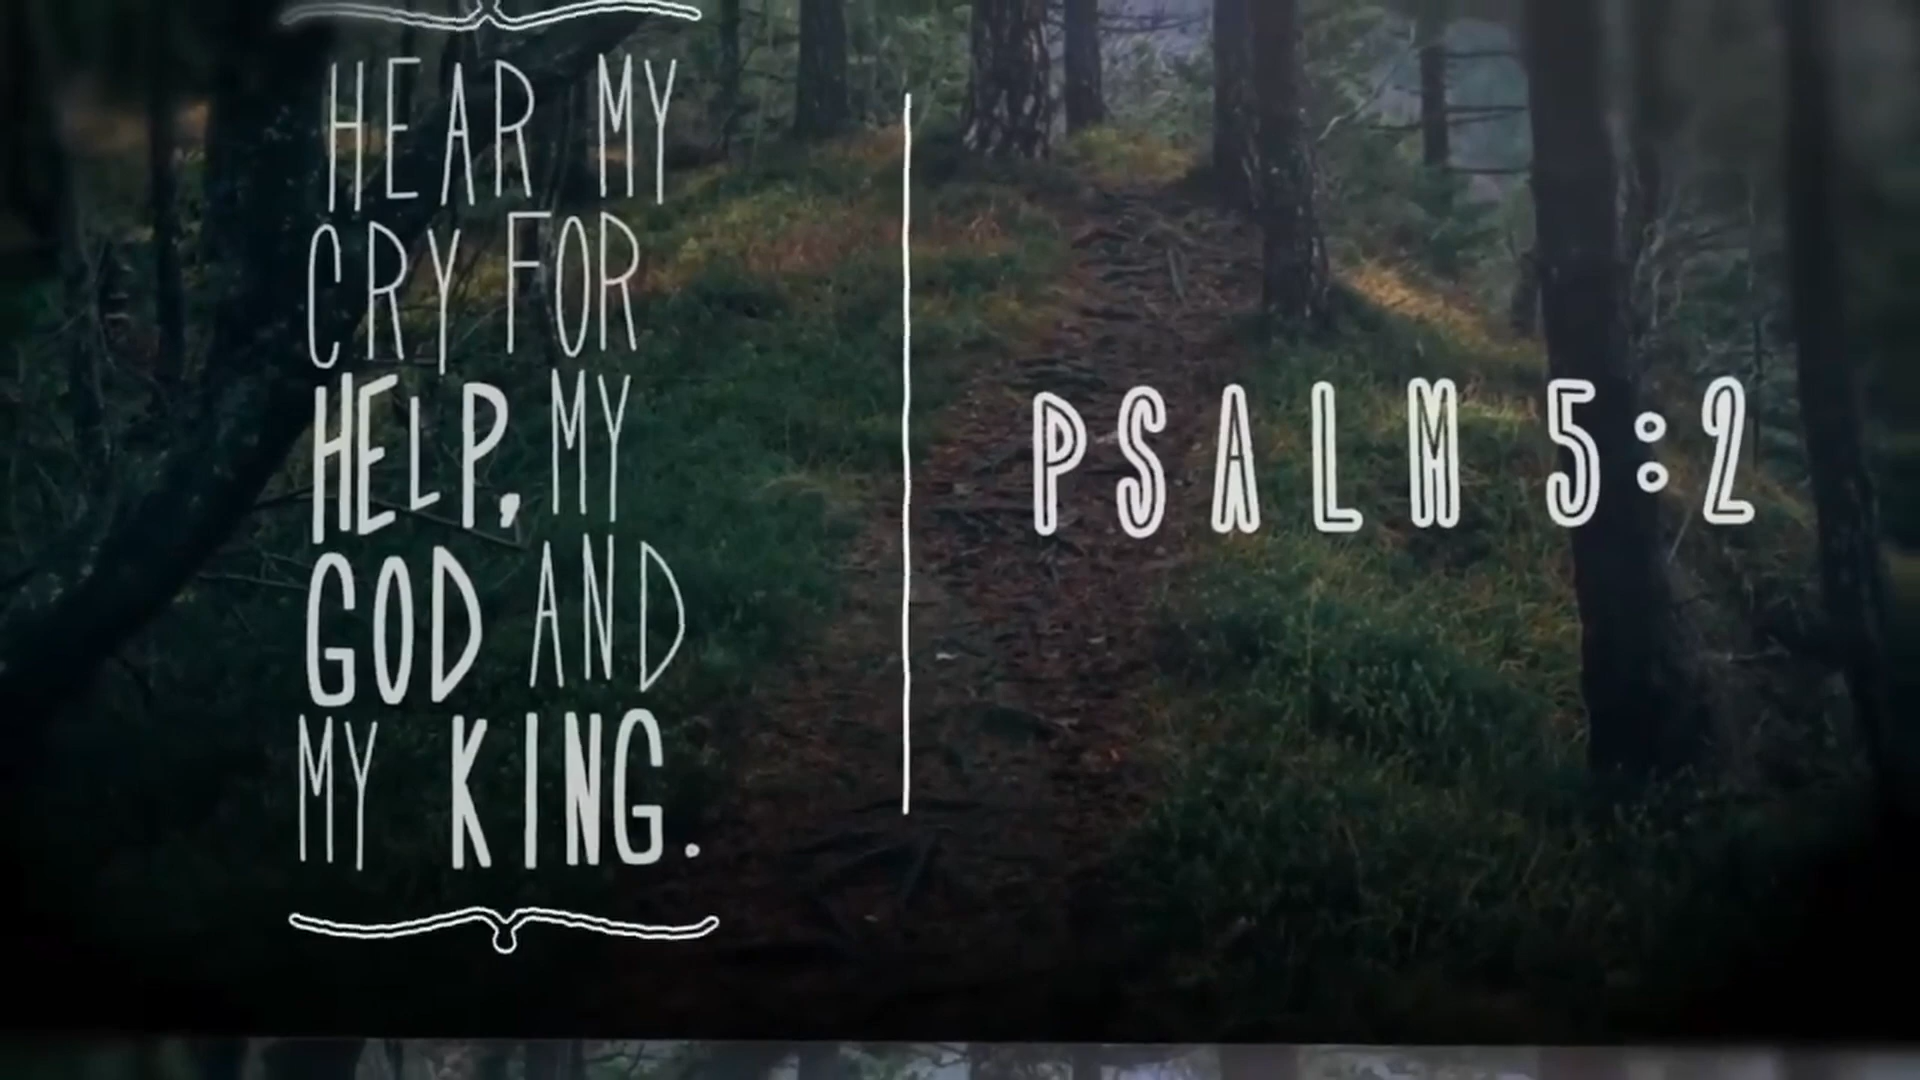 HEAR MY
CRY FOR
HELP, MY
GOD AND
MY KING.
PSALM 5:2